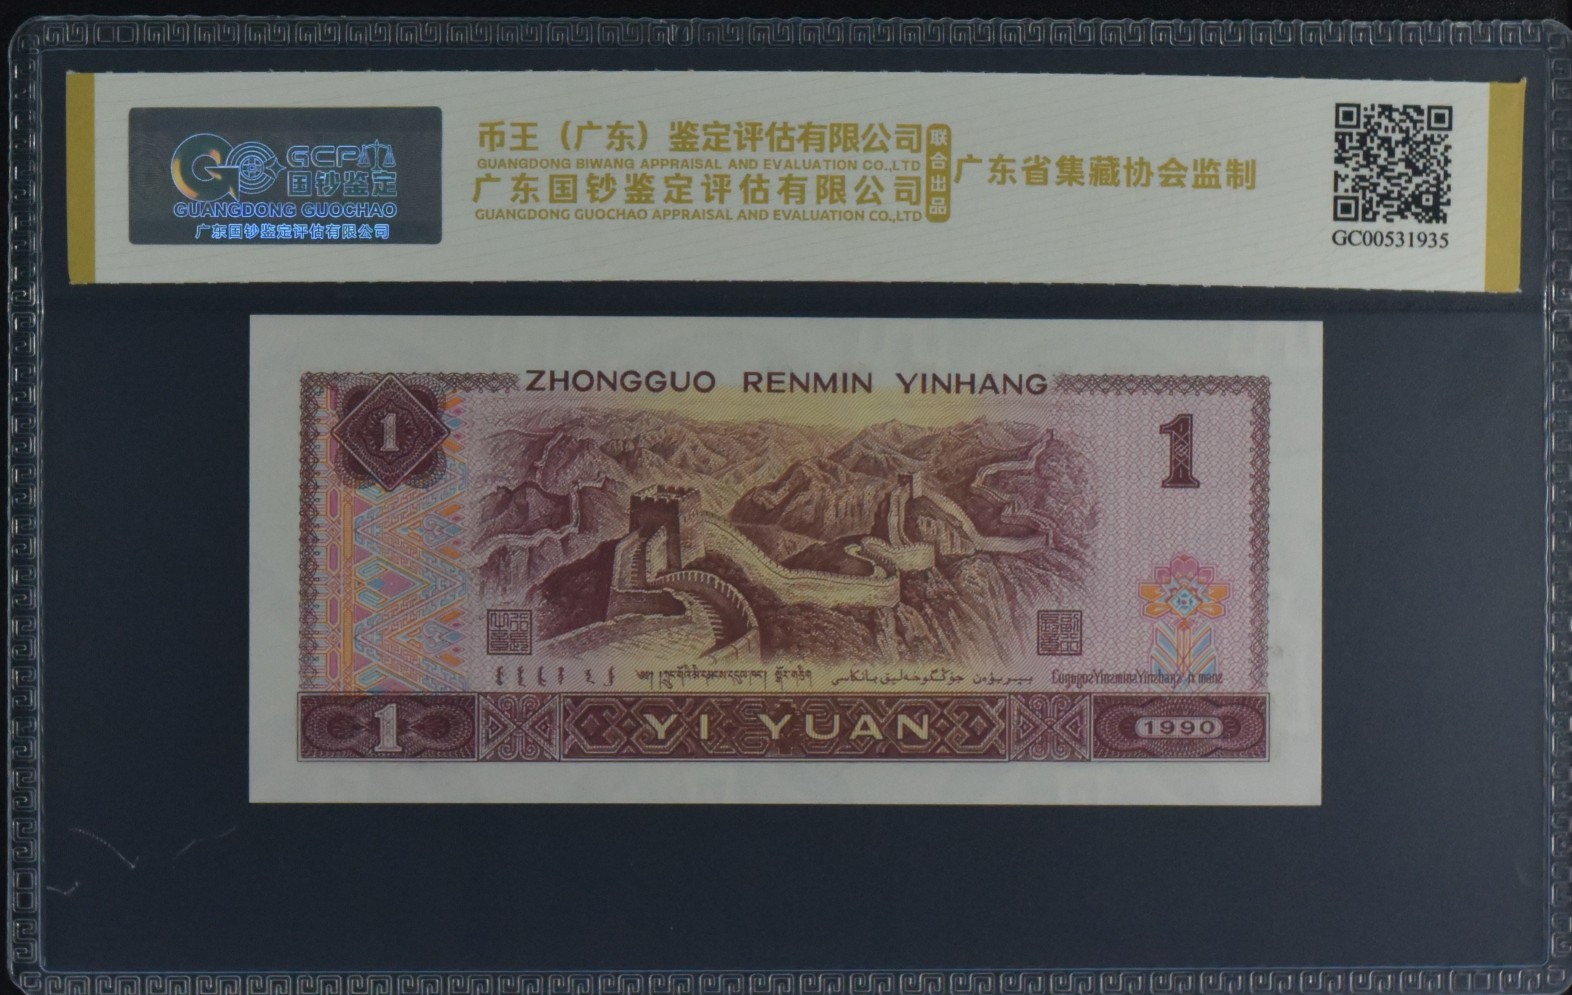 GCP
国钞鉴定
GUANGDONG GUOCHAO
广东国钞鉴定评估有限公司
币王（广东）鉴定评估有限公司
GUANGDONG BIWANG APPRAISAL AND EVALUATION CO.,LTD
广东国钞鉴定评估有限公司
GUANGDONG GUOCHAO APPRAISAL AND EVALUATION CO.,LTD
联合出品
广东省集藏协会监制
GC00531935
ZHONGGUO RENMIN YINHANG
1
1
1 YI YUAN 1990